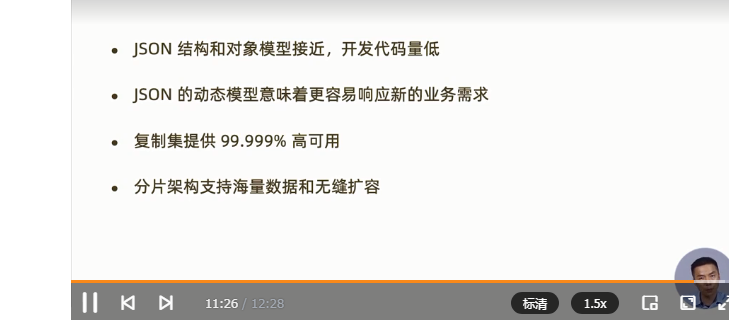 JSON 结构和对象模型接近，开发代码量低
JSON 的动态模型意味着更容易响应新的业务需求
复制集提供 99.999% 高可用
分片架构支持海量数据和无缝扩容
11:26 / 12:28 标清 1.5x